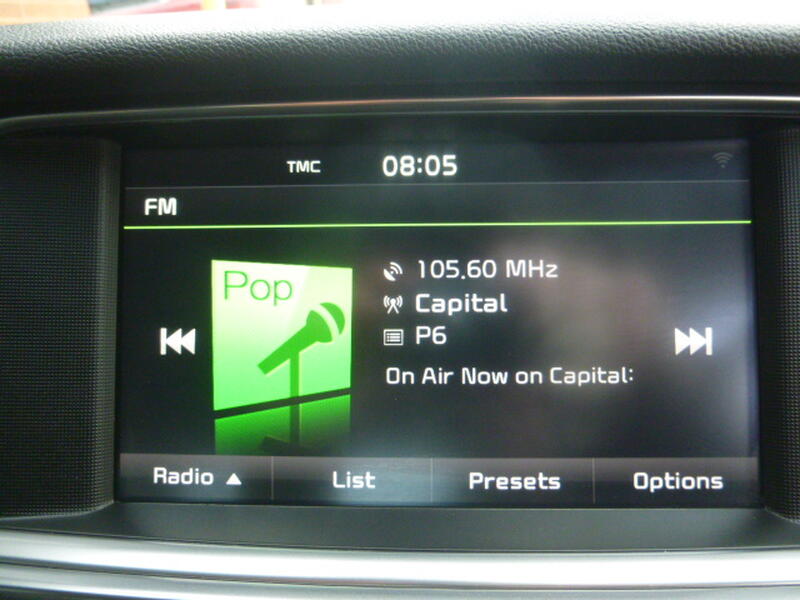 TMC 08:05
FM
Pop
105.60 MHz
Capital
P6
On Air Now on Capital:
Radio ▲ List Presets Options